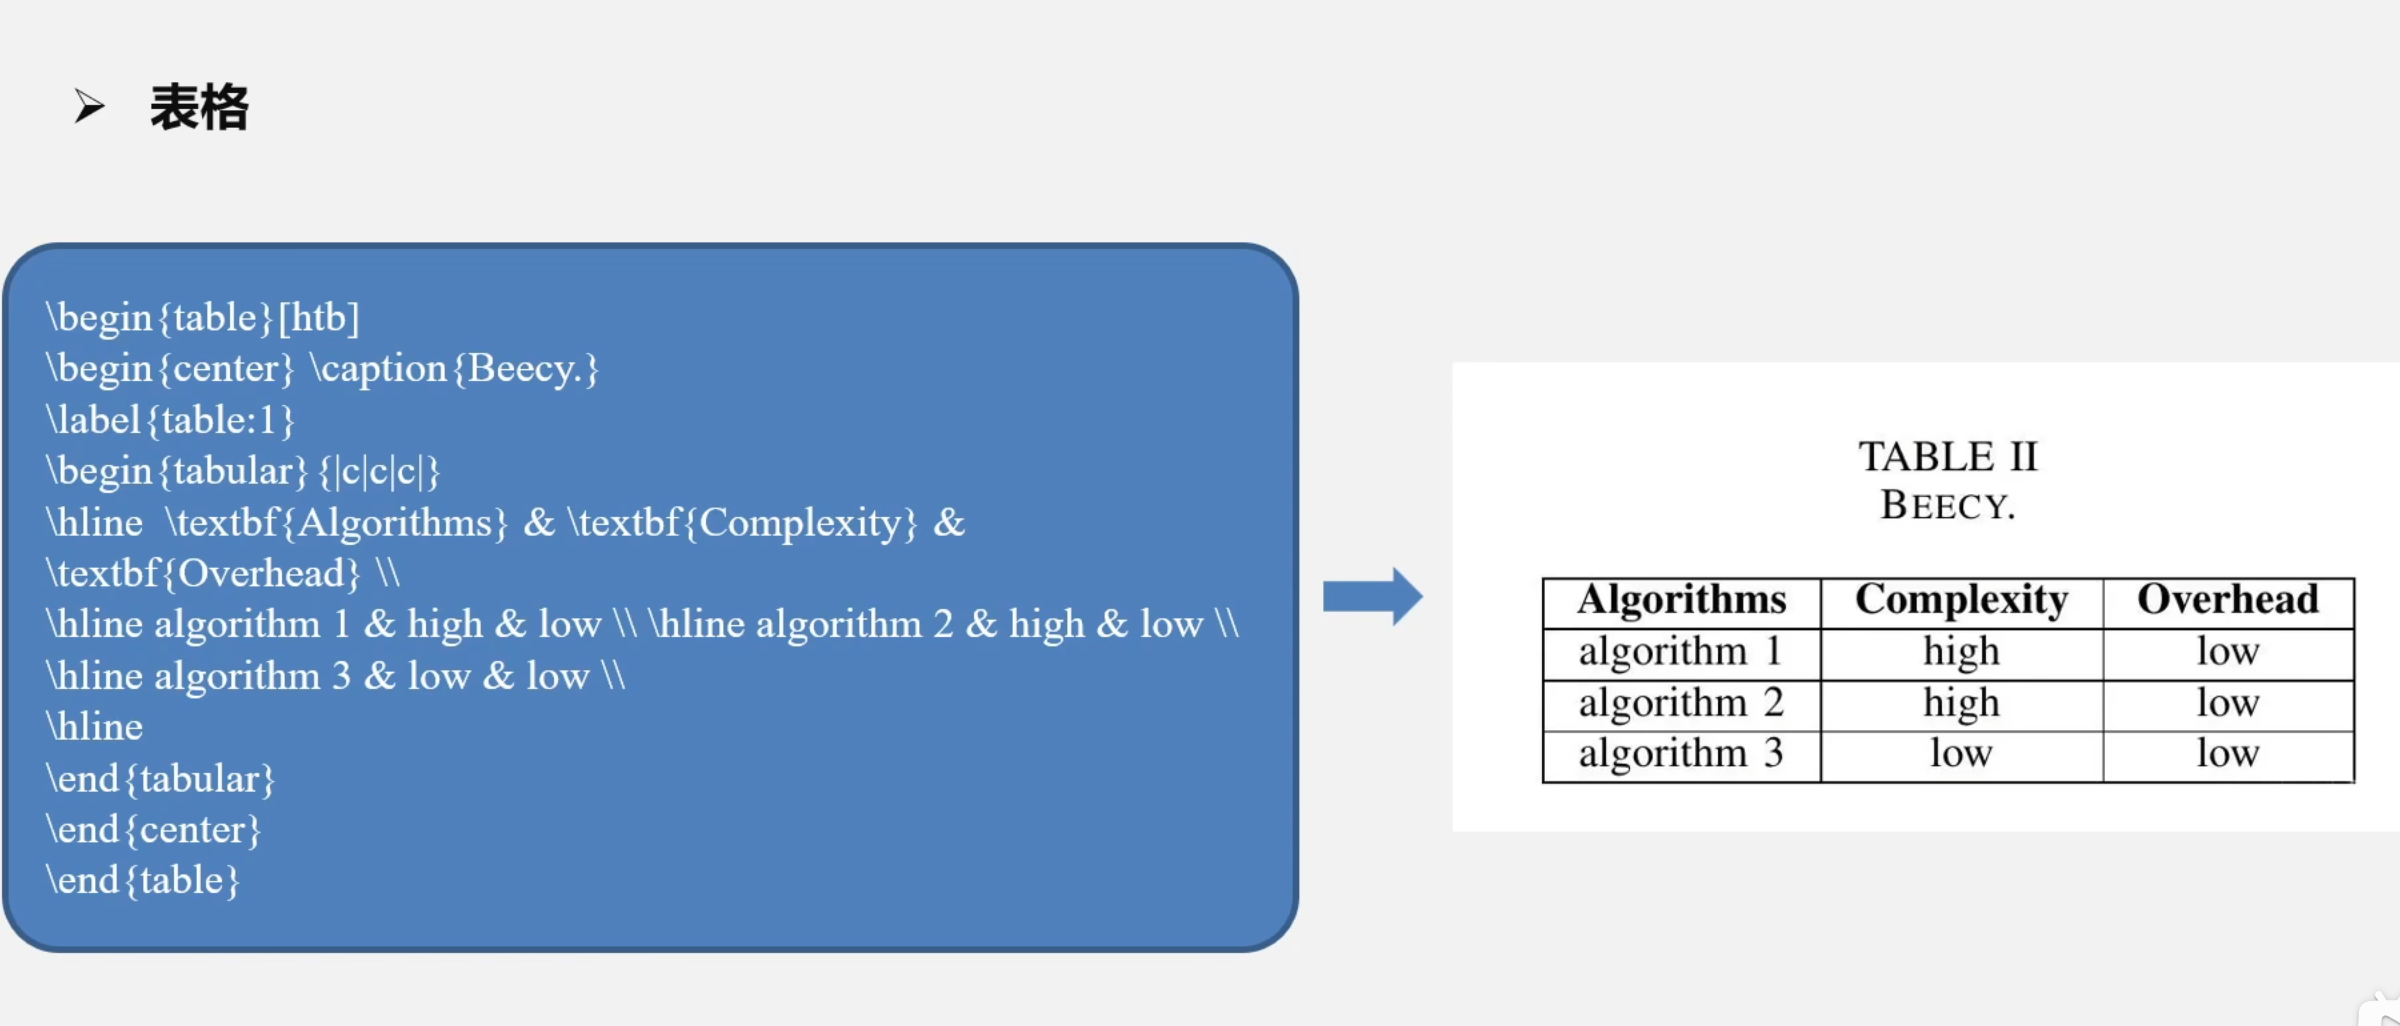 表格
\begin{table}[htb]
\begin{center} \caption{Beecy.}
\label{table:1}
\begin{tabular}{|c|c|c|}
\hline  \textbf{Algorithms} & \textbf{Complexity} &
\textbf{Overhead} \\
\hline algorithm 1 & high & low \\ \hline algorithm 2 & high & low \\
\hline algorithm 3 & low & low \\
\hline
\end{tabular}
\end{center}
\end{table}
TABLE II
BEECY.
Algorithms Complexity Overhead
algorithm 1 high low
algorithm 2 high low
algorithm 3 low low